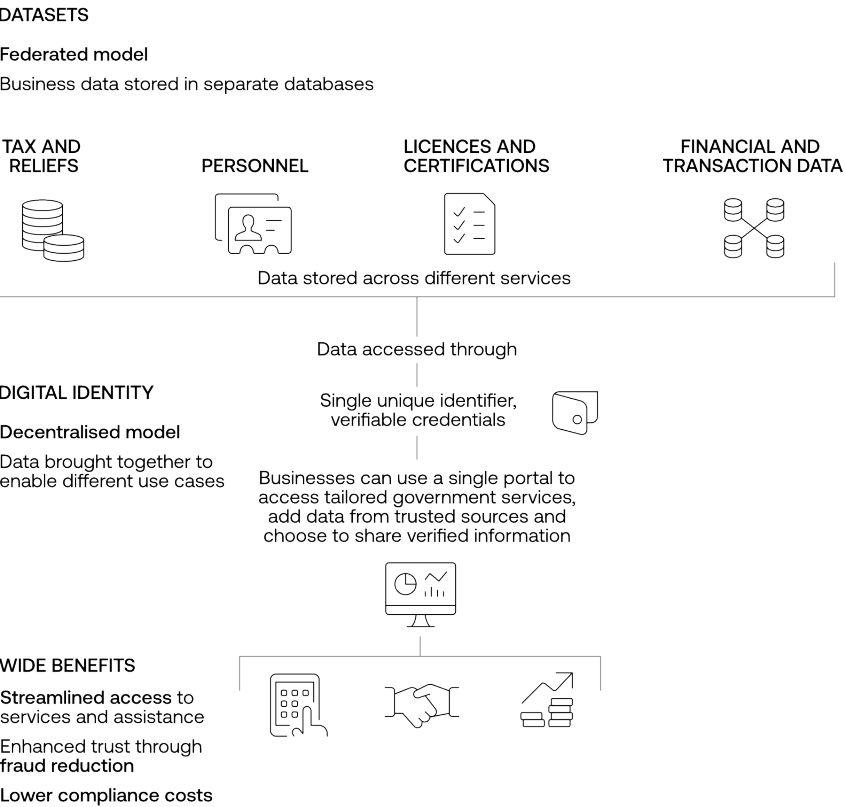 DATASETS
Federated model
Business data stored in separate databases
TAX AND
RELIEFS
PERSONNEL
LICENCES AND
CERTIFICATIONS
FINANCIAL AND
TRANSACTION DATA
Data stored across different services
Data accessed through
DIGITAL IDENTITY
Decentralised model
Data brought together to
enable different use cases
Single unique identifier,
verifiable credentials
Businesses can use a single portal to
access tailored government services,
add data from trusted sources and
choose to share verified information
WIDE BENEFITS
Streamlined access to
services and assistance
Enhanced trust through
fraud reduction
Lower compliance costs